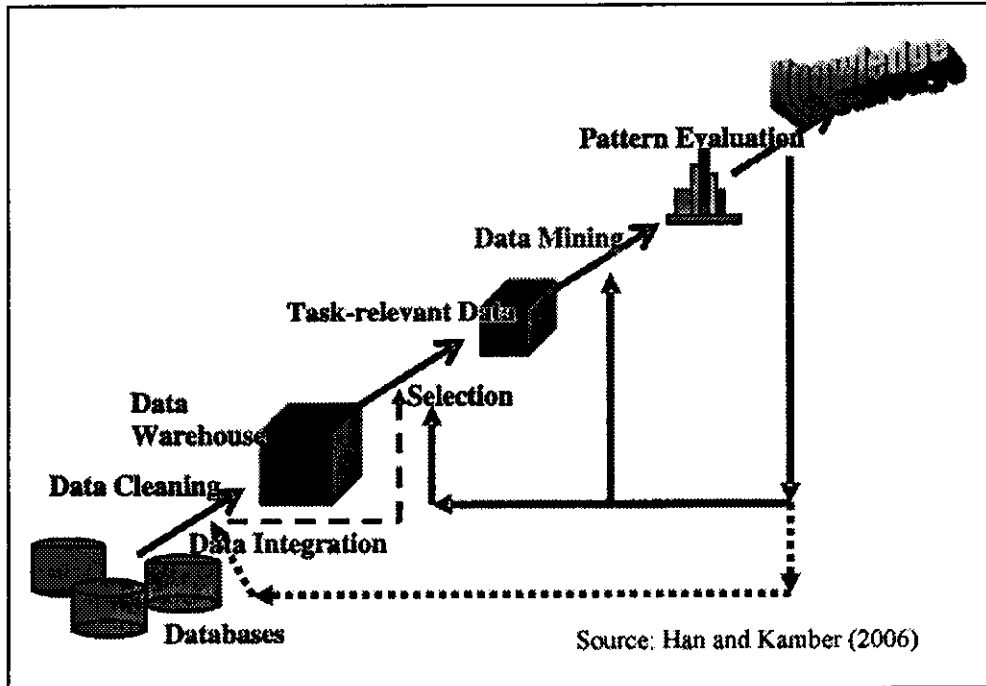 Knowledge
Pattern Evaluation
Data Mining
Task-relevant Data
Selection
Data
Warehouse
Data Cleaning
Data Integration
Databases
Source: Han and Kamber (2006)